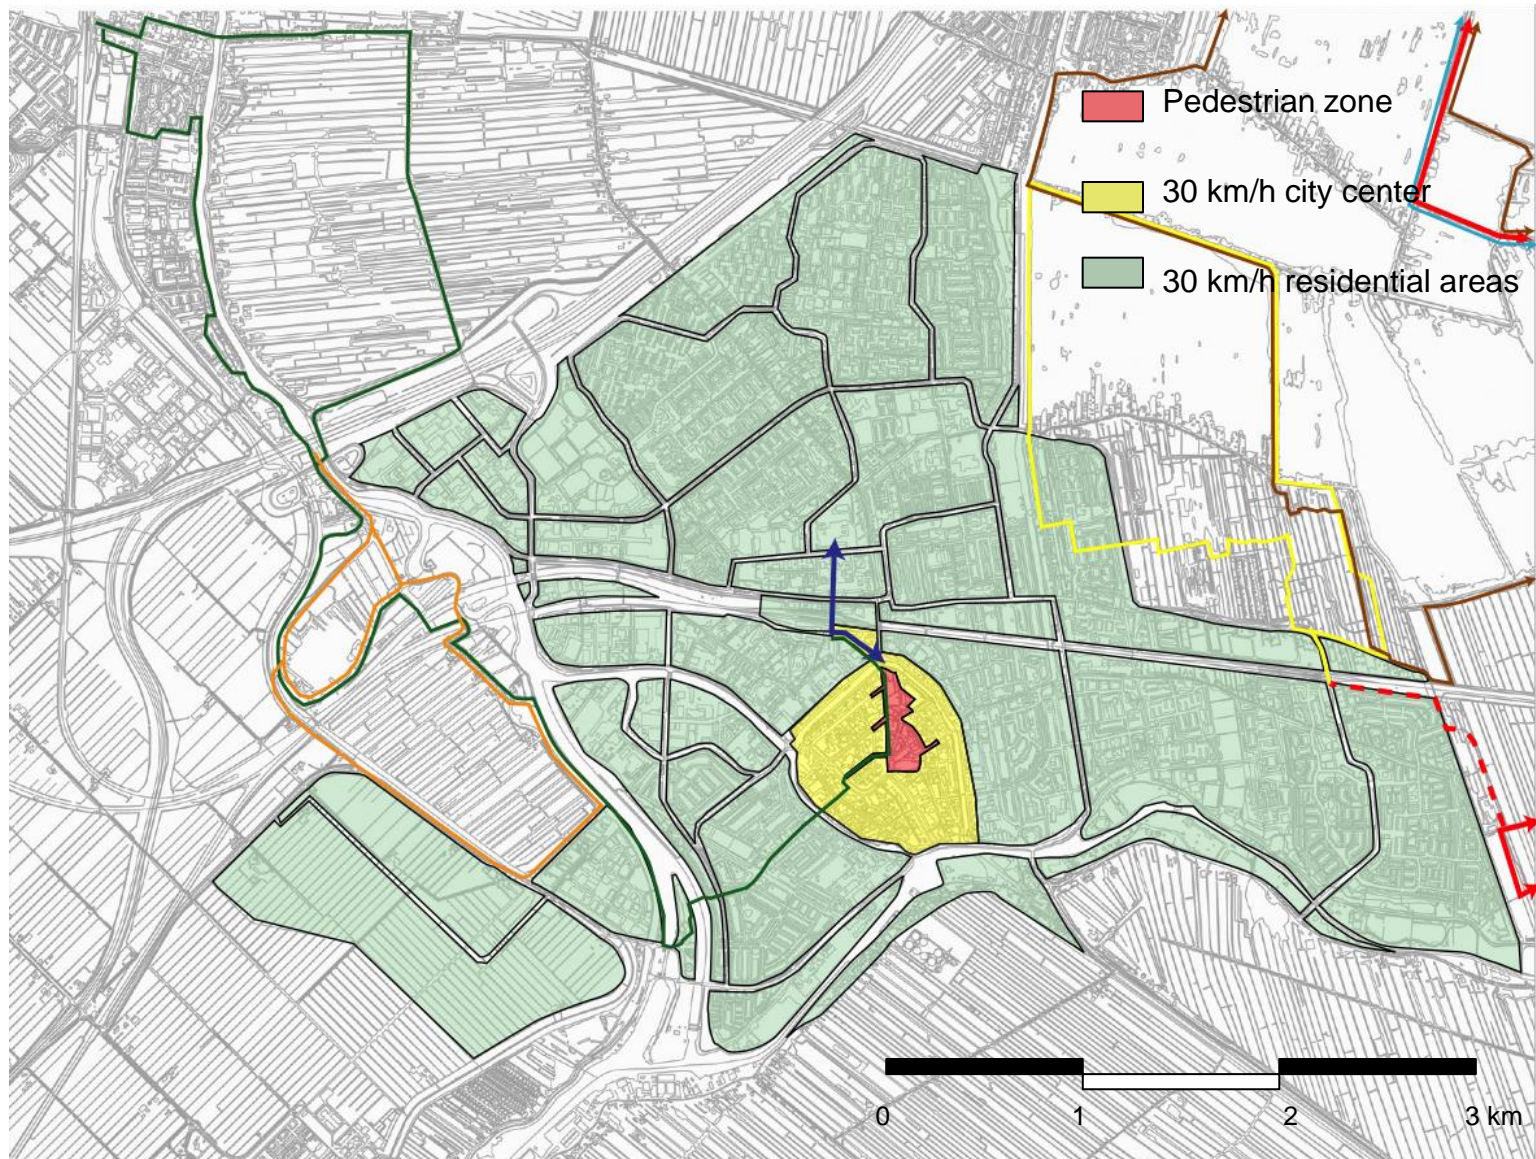 Pedestrian zone
30 km/h city center
30 km/h residential areas
0 1 2 3 km